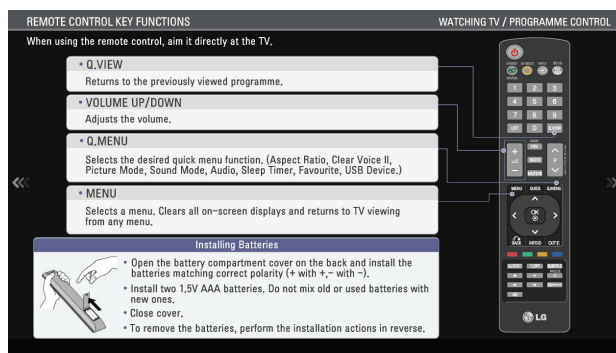 REMOTE CONTROL KEY FUNCTIONS
WATCHING TV / PROGRAMME CONTROL
When using the remote control, aim it directly at the TV.
• Q.VIEW
Returns to the previously viewed programme.
• VOLUME UP/DOWN
Adjusts the volume.
• Q.MENU
Selects the desired quick menu function. (Aspect Ratio, Clear Voice II,
Picture Mode, Sound Mode, Audio, Sleep Timer, Favourite, USB Device.)
• MENU
Selects a menu. Clears all on-screen displays and returns to TV viewing
from any menu.
Installing Batteries
• Open the battery compartment cover on the back and install the
batteries matching correct polarity (+ with +,- with -).
• Install two 1.5V AAA batteries. Do not mix old or used batteries with
new ones.
• Close cover.
• To remove the batteries, perform the installation actions in reverse.
1 2 3
4 5 6
7 8 9
LIST 0 Q.VIEW
+ FAV
P
-
MENU GUIDE Q.MENU
OK
BACK INFO EXIT
LG